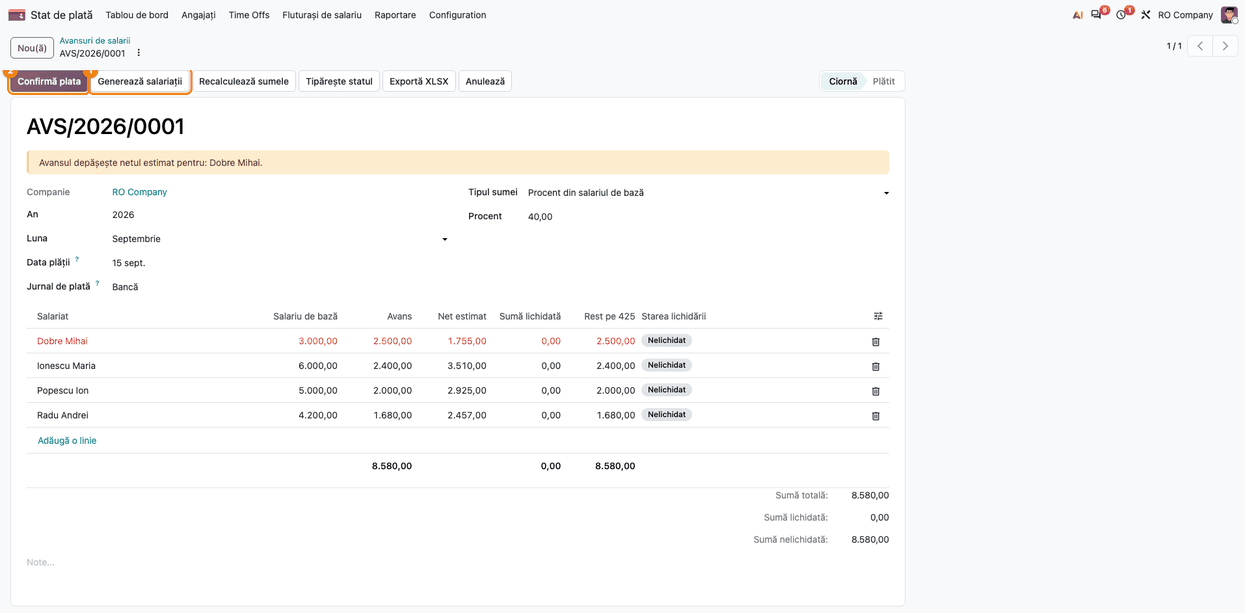 Stat de plată Tablou de bord Angajați Time Offs Fluturași de salariu Raportare Configuration AI 6 1 RO Company
Nou(ă) Avansuri de salarii
AVS/2026/0001
1 / 1
2 1
Confirmă plata Generează salariații Recalculează sumele Tipărește statul Exportă XLSX Anulează Ciornă Plătit
AVS/2026/0001
Avansul depășește netul estimat pentru: Dobre Mihai.
Companie RO Company Tipul sumei Procent din salariul de bază
An 2026 Procent 40,00
Luna Septembrie
Data plății ? 15 sept.
Jurnal de plată ? Bancă
Salariat Salariu de bază Avans Net estimat Sumă lichidată Rest pe 425 Starea lichidării
Dobre Mihai 3.000,00 2.500,00 1.755,00 0,00 2.500,00 Nelichidat
Ionescu Maria 6.000,00 2.400,00 3.510,00 0,00 2.400,00 Nelichidat
Popescu Ion 5.000,00 2.000,00 2.925,00 0,00 2.000,00 Nelichidat
Radu Andrei 4.200,00 1.680,00 2.457,00 0,00 1.680,00 Nelichidat
Adăugă o linie
8.580,00 0,00 8.580,00
Sumă totală: 8.580,00
Sumă lichidată: 0,00
Sumă nelichidată: 8.580,00
Note...